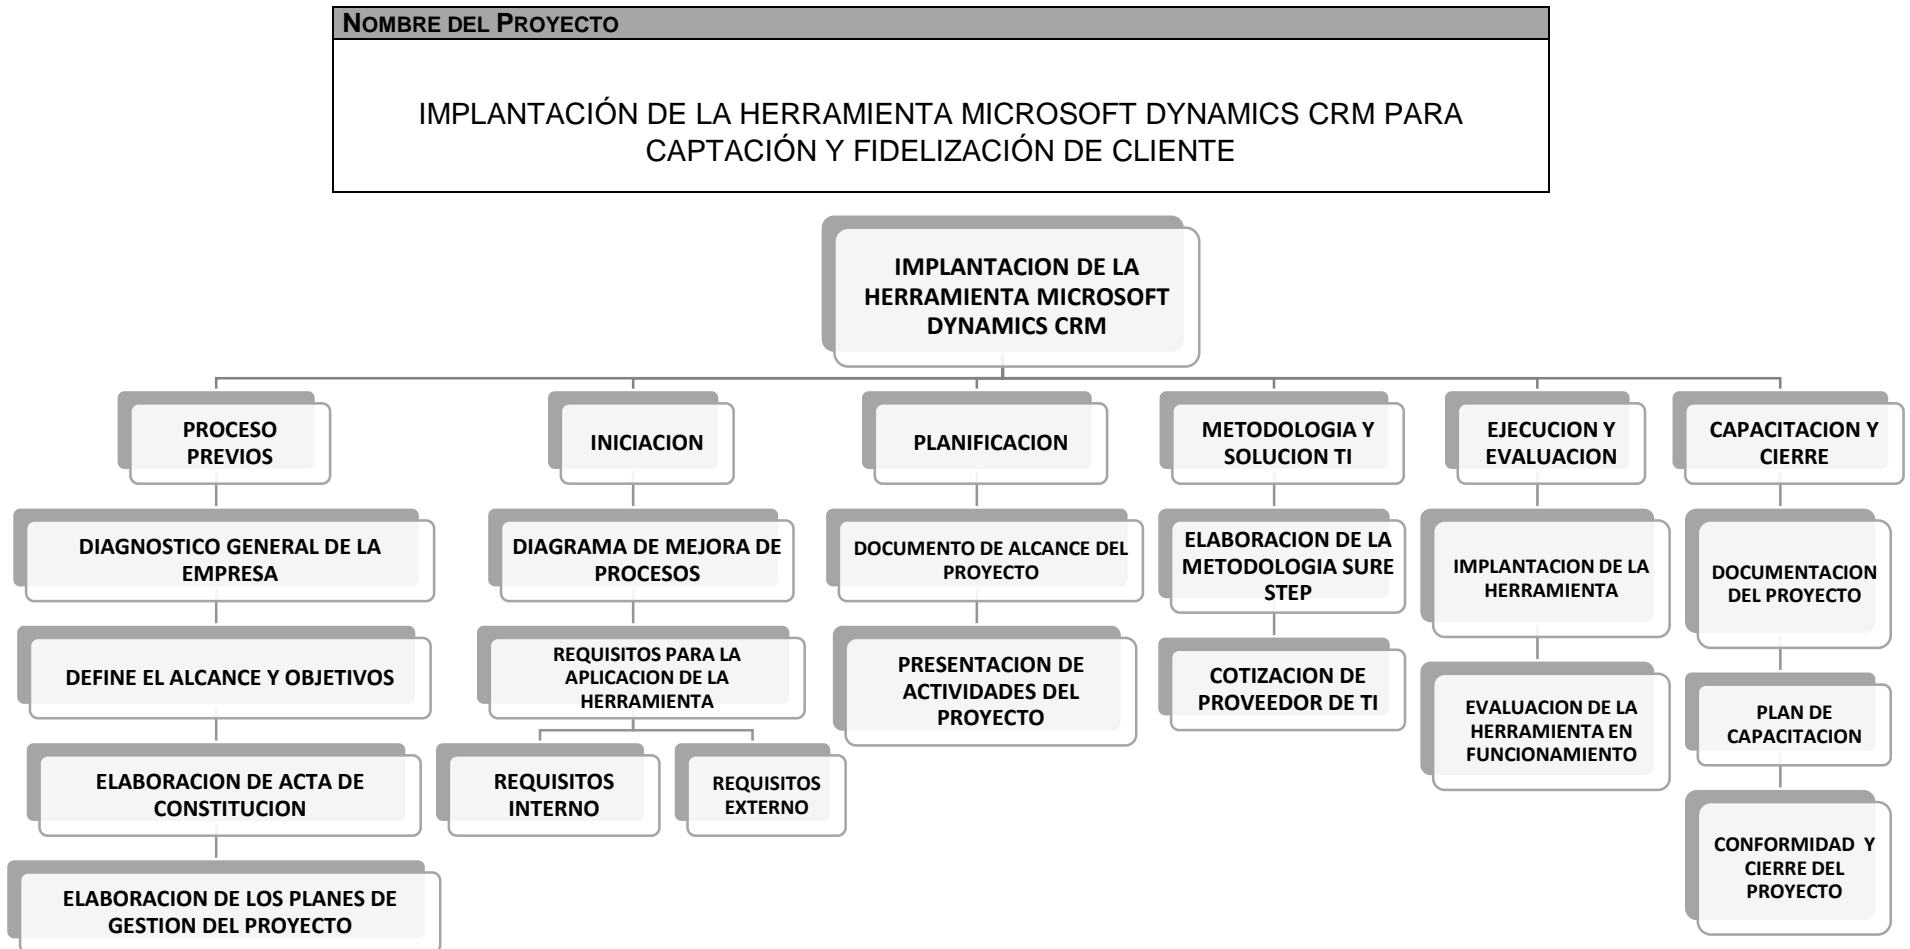 NOMBRE DEL PROYECTO
IMPLANTACIÓN DE LA HERRAMIENTA MICROSOFT DYNAMICS CRM PARA
CAPTACIÓN Y FIDELIZACIÓN DE CLIENTE
IMPLANTACION DE LA
HERRAMIENTA MICROSOFT
DYNAMICS CRM
PROCESO
PREVIOS
DIAGNOSTICO GENERAL DE LA
EMPRESA
DEFINE EL ALCANCE Y OBJETIVOS
ELABORACION DE ACTA DE
CONSTITUCION
ELABORACION DE LOS PLANES DE
GESTION DEL PROYECTO
INICIACION
DIAGRAMA DE MEJORA DE
PROCESOS
REQUISITOS PARA LA
APLICACION DE LA
HERRAMIENTA
REQUISITOS
INTERNO
REQUISITOS
EXTERNO
PLANIFICACION
DOCUMENTO DE ALCANCE DEL
PROYECTO
PRESENTACION DE
ACTIVIDADES DEL
PROYECTO
METODOLOGIA Y
SOLUCION TI
ELABORACION DE LA
METODOLOGIA SURE
STEP
COTIZACION DE
PROVEEDOR DE TI
EJECUCION Y
EVALUACION
IMPLANTACION DE LA
HERRAMIENTA
EVALUACION DE LA
HERRAMIENTA EN
FUNCIONAMIENTO
CAPACITACION Y
CIERRE
DOCUMENTACION
DEL PROYECTO
PLAN DE
CAPACITACION
CONFORMIDAD Y
CIERRE DEL
PROYECTO